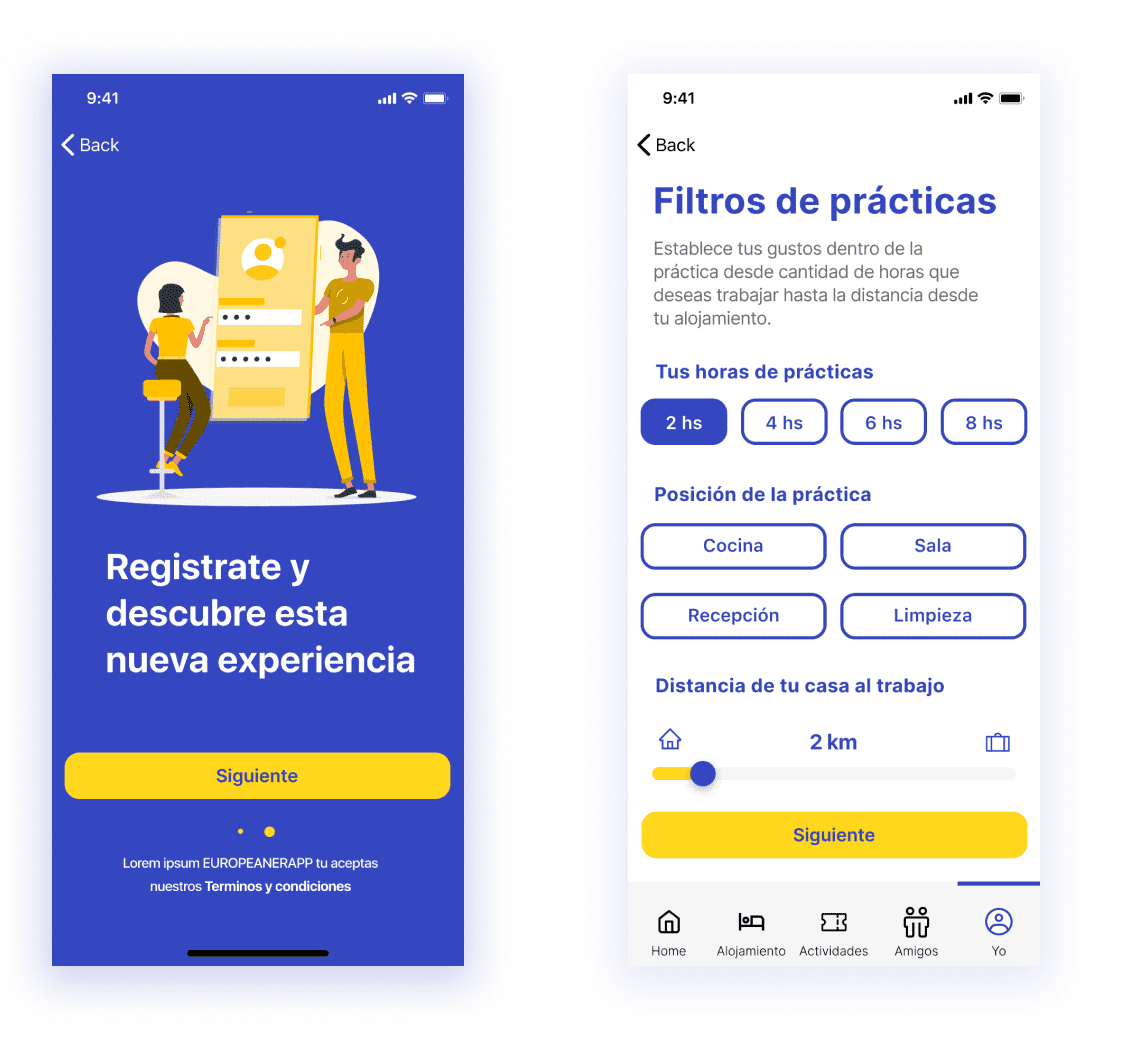 9:41
Back
Registrate y
descubre esta
nueva experiencia
Siguiente
Lorem ipsum EUROPEANERAPP tu aceptas
nuestros Terminos y condiciones
9:41
Back
Filtros de prácticas
Establece tus gustos dentro de la
práctica desde cantidad de horas que
deseas trabajar hasta la distancia desde
tu alojamiento.
Tus horas de prácticas
2 hs 4 hs 6 hs 8 hs
Posición de la práctica
Cocina Sala
Recepción Limpieza
Distancia de tu casa al trabajo
2 km
Siguiente
Home Alojamiento Actividades Amigos Yo